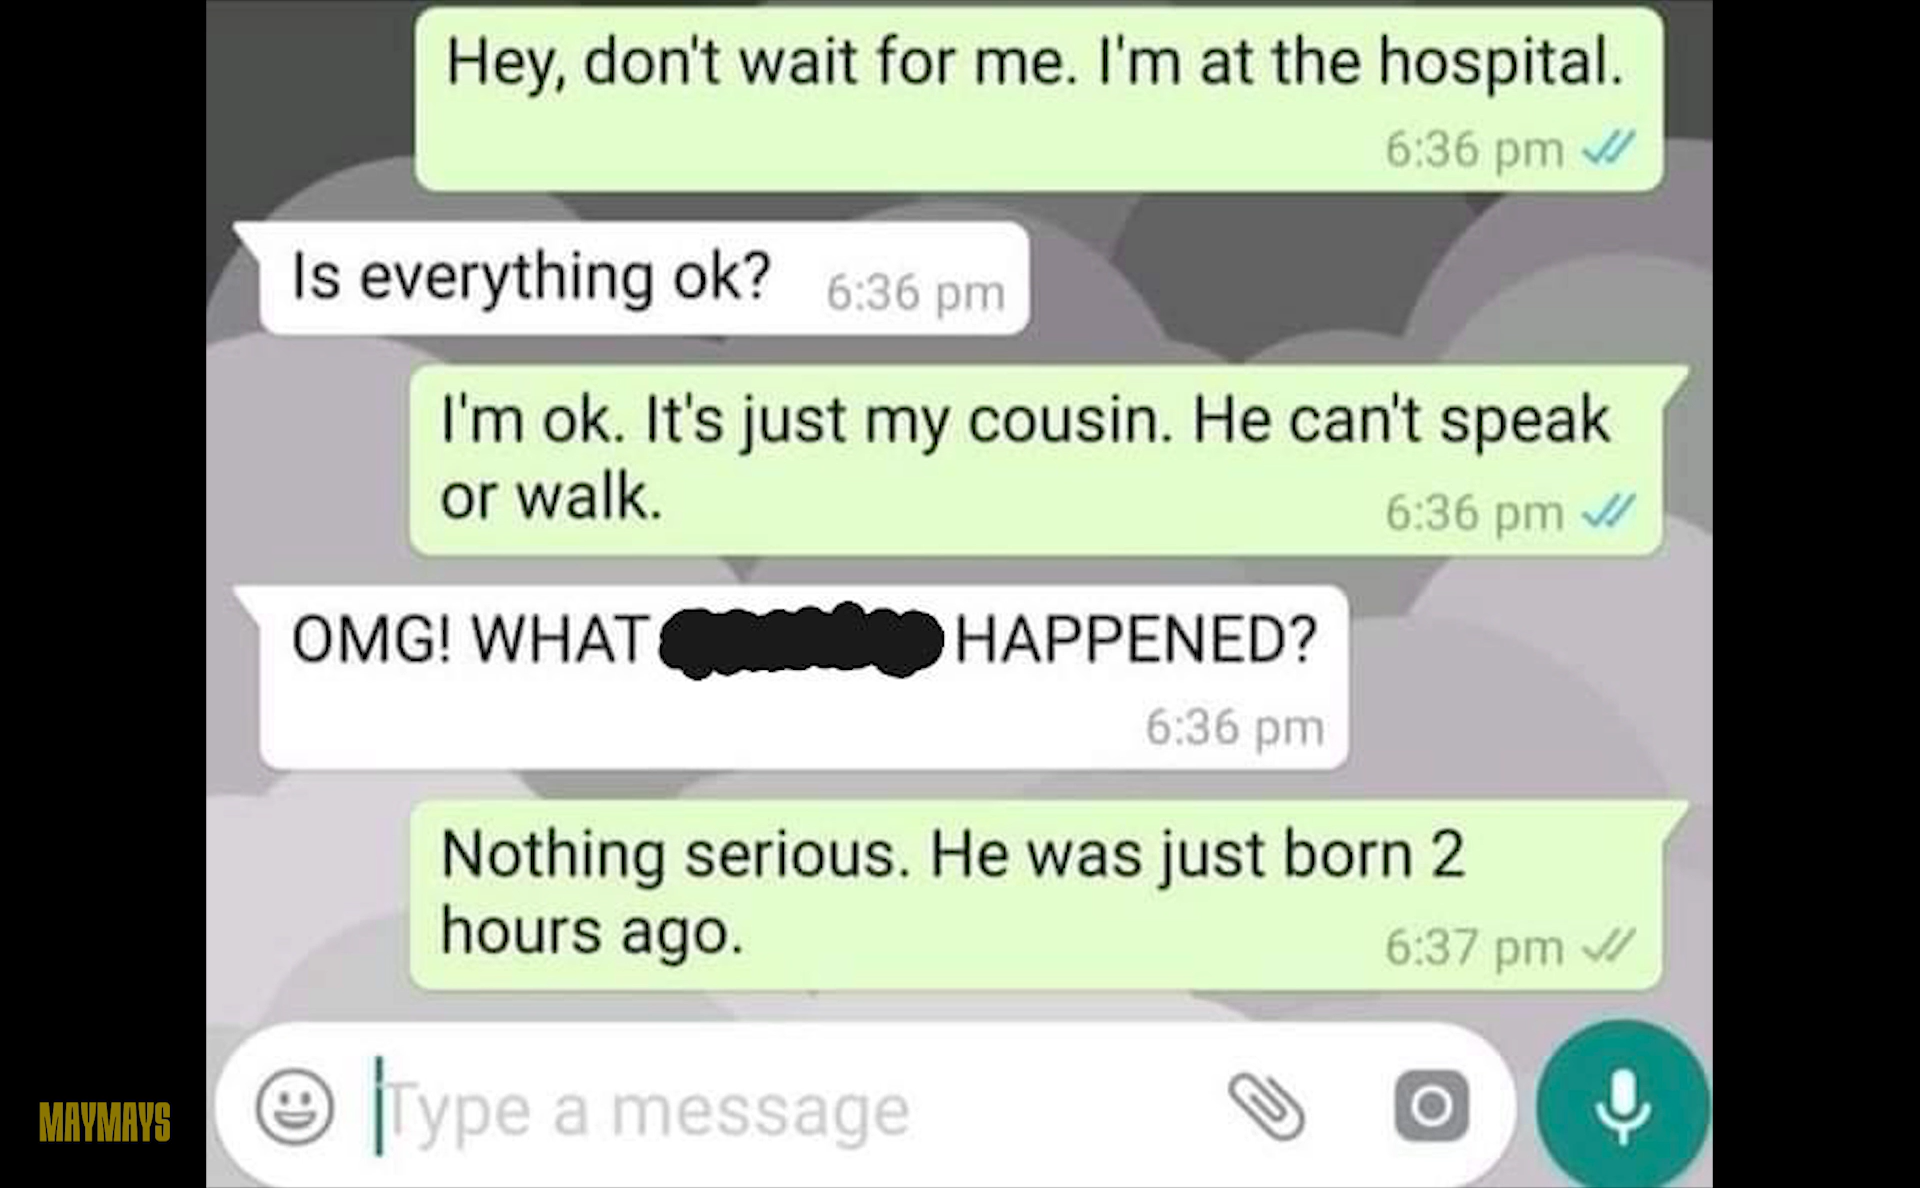 Hey, don't wait for me. I'm at the hospital.
6:36 pm
Is everything ok? 6:36 pm
I'm ok. It's just my cousin. He can't speak
or walk. 6:36 pm
OMG! WHAT HAPPENED?
6:36 pm
Nothing serious. He was just born 2
hours ago. 6:37 pm
Type a message
MAYMAYS